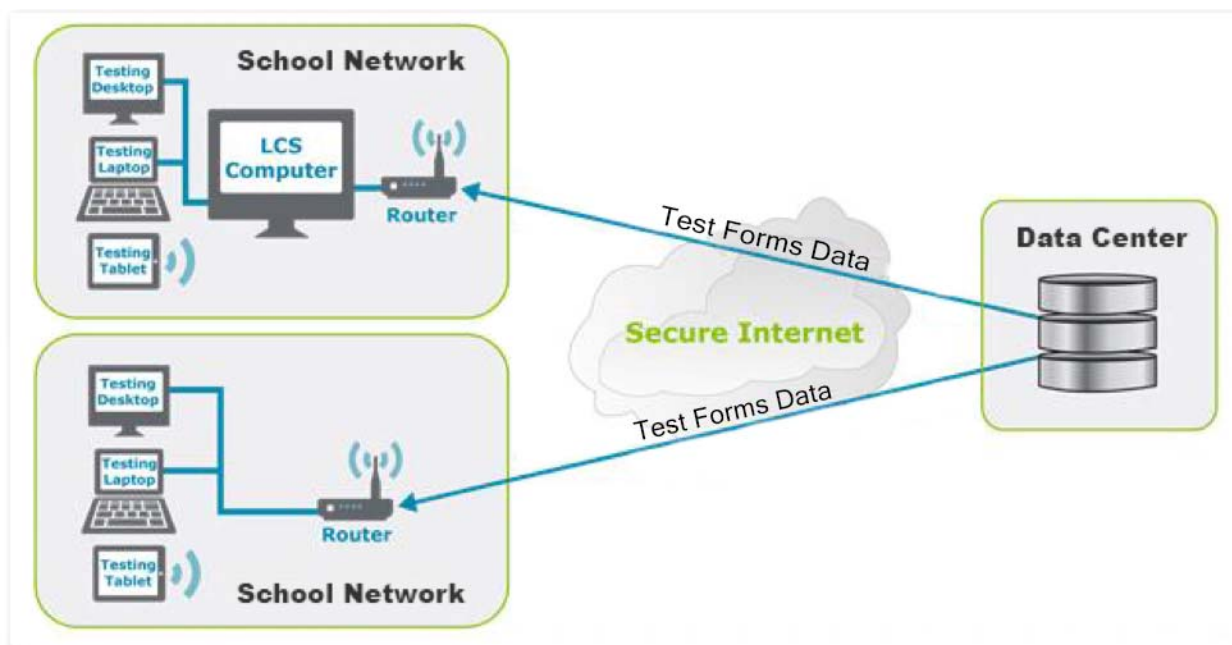 School Network
Testing
Desktop
Testing
Laptop
LCS
Computer
Router
Testing
Tablet
Test Forms Data
Secure Internet
Test Forms Data
Data Center
Testing
Desktop
Testing
Laptop
Router
Testing
Tablet
School Network